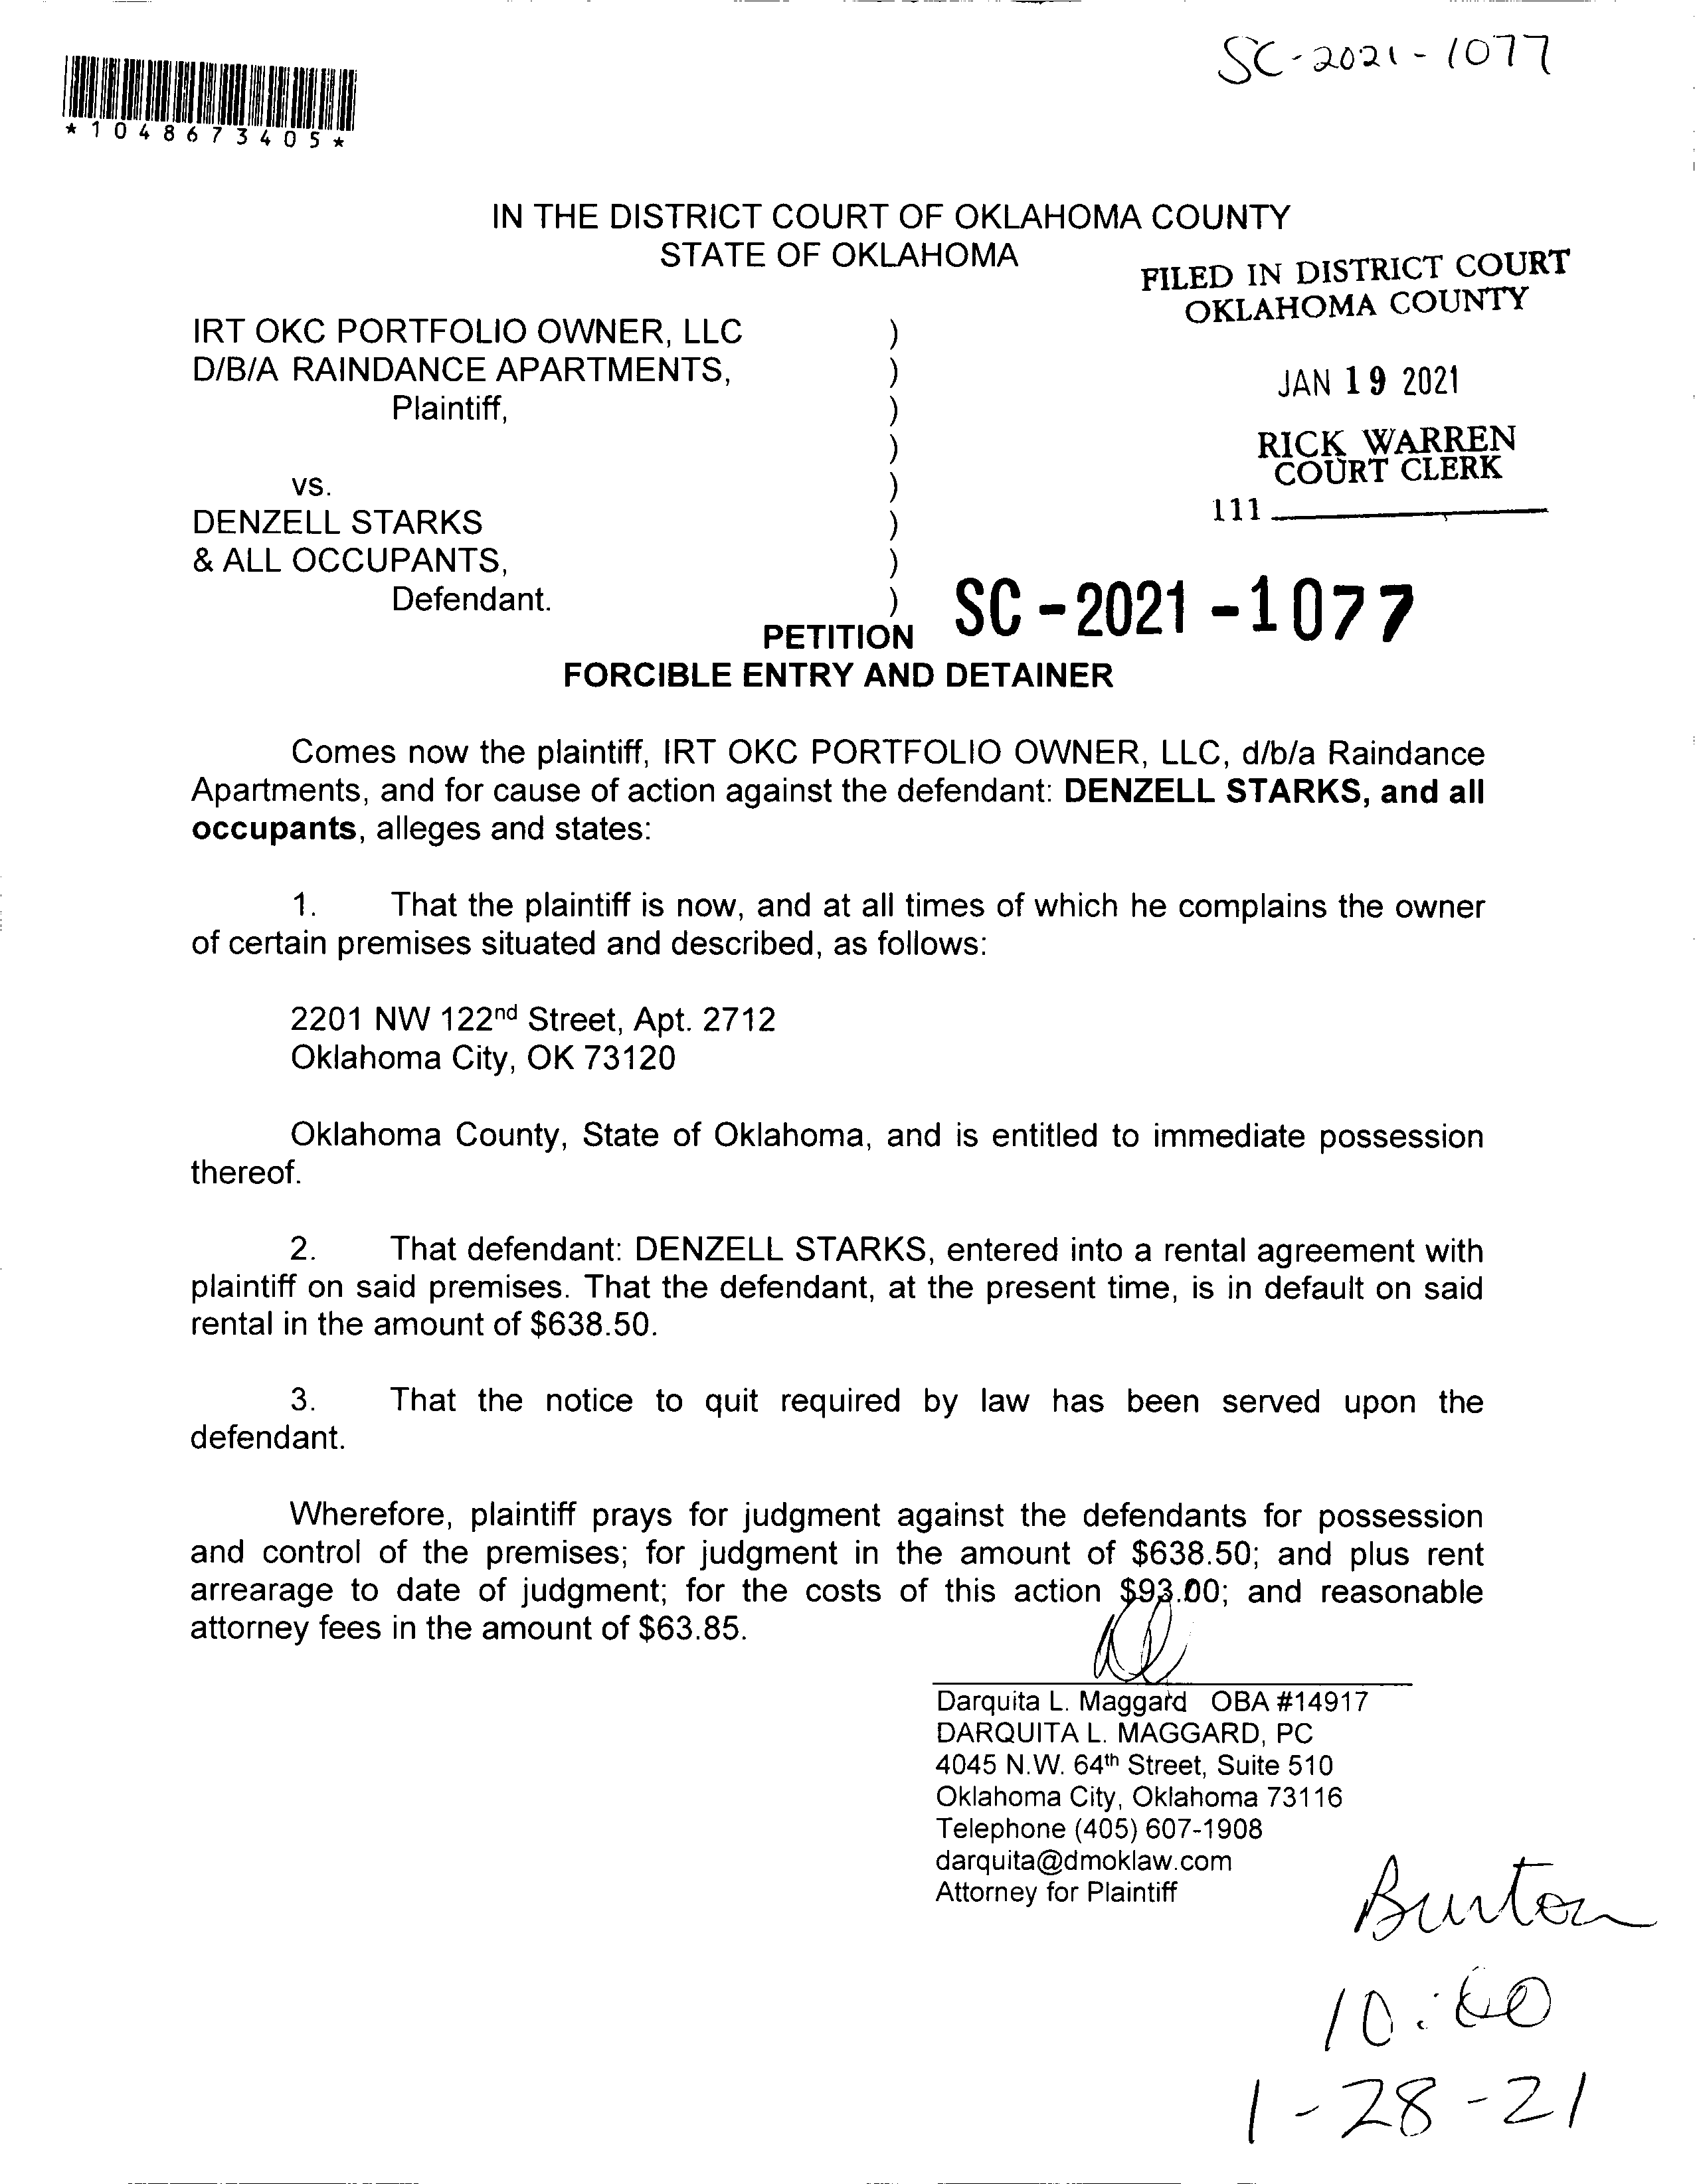 SC-2021-1077
*1048673405*
IN THE DISTRICT COURT OF OKLAHOMA COUNTY
STATE OF OKLAHOMA
FILED IN DISTRICT COURT
OKLAHOMA COUNTY
JAN 19 2021
RICK WARREN
COURT CLERK
111
IRT OKC PORTFOLIO OWNER, LLC )
D/B/A RAINDANCE APARTMENTS, )
Plaintiff, )
)
vs. )
DENZELL STARKS )
& ALL OCCUPANTS, )
Defendant. )
SC-2021-1077
PETITION
FORCIBLE ENTRY AND DETAINER
Comes now the plaintiff, IRT OKC PORTFOLIO OWNER, LLC, d/b/a Raindance
Apartments, and for cause of action against the defendant: DENZELL STARKS, and all
occupants, alleges and states:
1. That the plaintiff is now, and at all times of which he complains the owner
of certain premises situated and described, as follows:
2201 NW 122nd Street, Apt. 2712
Oklahoma City, OK 73120
Oklahoma County, State of Oklahoma, and is entitled to immediate possession
thereof.
2. That defendant: DENZELL STARKS, entered into a rental agreement with
plaintiff on said premises. That the defendant, at the present time, is in default on said
rental in the amount of $638.50.
3. That the notice to quit required by law has been served upon the
defendant.
Wherefore, plaintiff prays for judgment against the defendants for possession
and control of the premises; for judgment in the amount of $638.50; and plus rent
arrearage to date of judgment; for the costs of this action $93.00; and reasonable
attorney fees in the amount of $63.85.
Darquita L. Maggard OBA #14917
DARQUITA L. MAGGARD, PC
4045 N.W. 64th Street, Suite 510
Oklahoma City, Oklahoma 73116
Telephone (405) 607-1908
darquita@dmoklaw.com
Attorney for Plaintiff
Burton
10:00
1-28-21